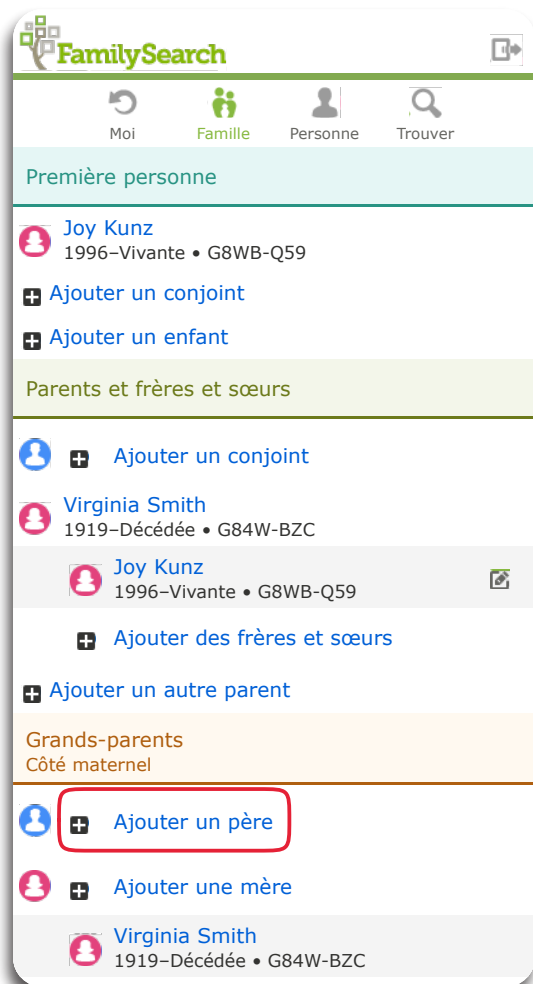 FamilySearch
Moi Famille Personne Trouver
Première personne
Joy Kunz
1996–Vivante • G8WB-Q59
Ajouter un conjoint
Ajouter un enfant
Parents et frères et sœurs
Ajouter un conjoint
Virginia Smith
1919–Décédée • G84W-BZC
Joy Kunz
1996–Vivante • G8WB-Q59
Ajouter des frères et sœurs
Ajouter un autre parent
Grands-parents
Côté maternel
Ajouter un père
Ajouter une mère
Virginia Smith
1919–Décédée • G84W-BZC